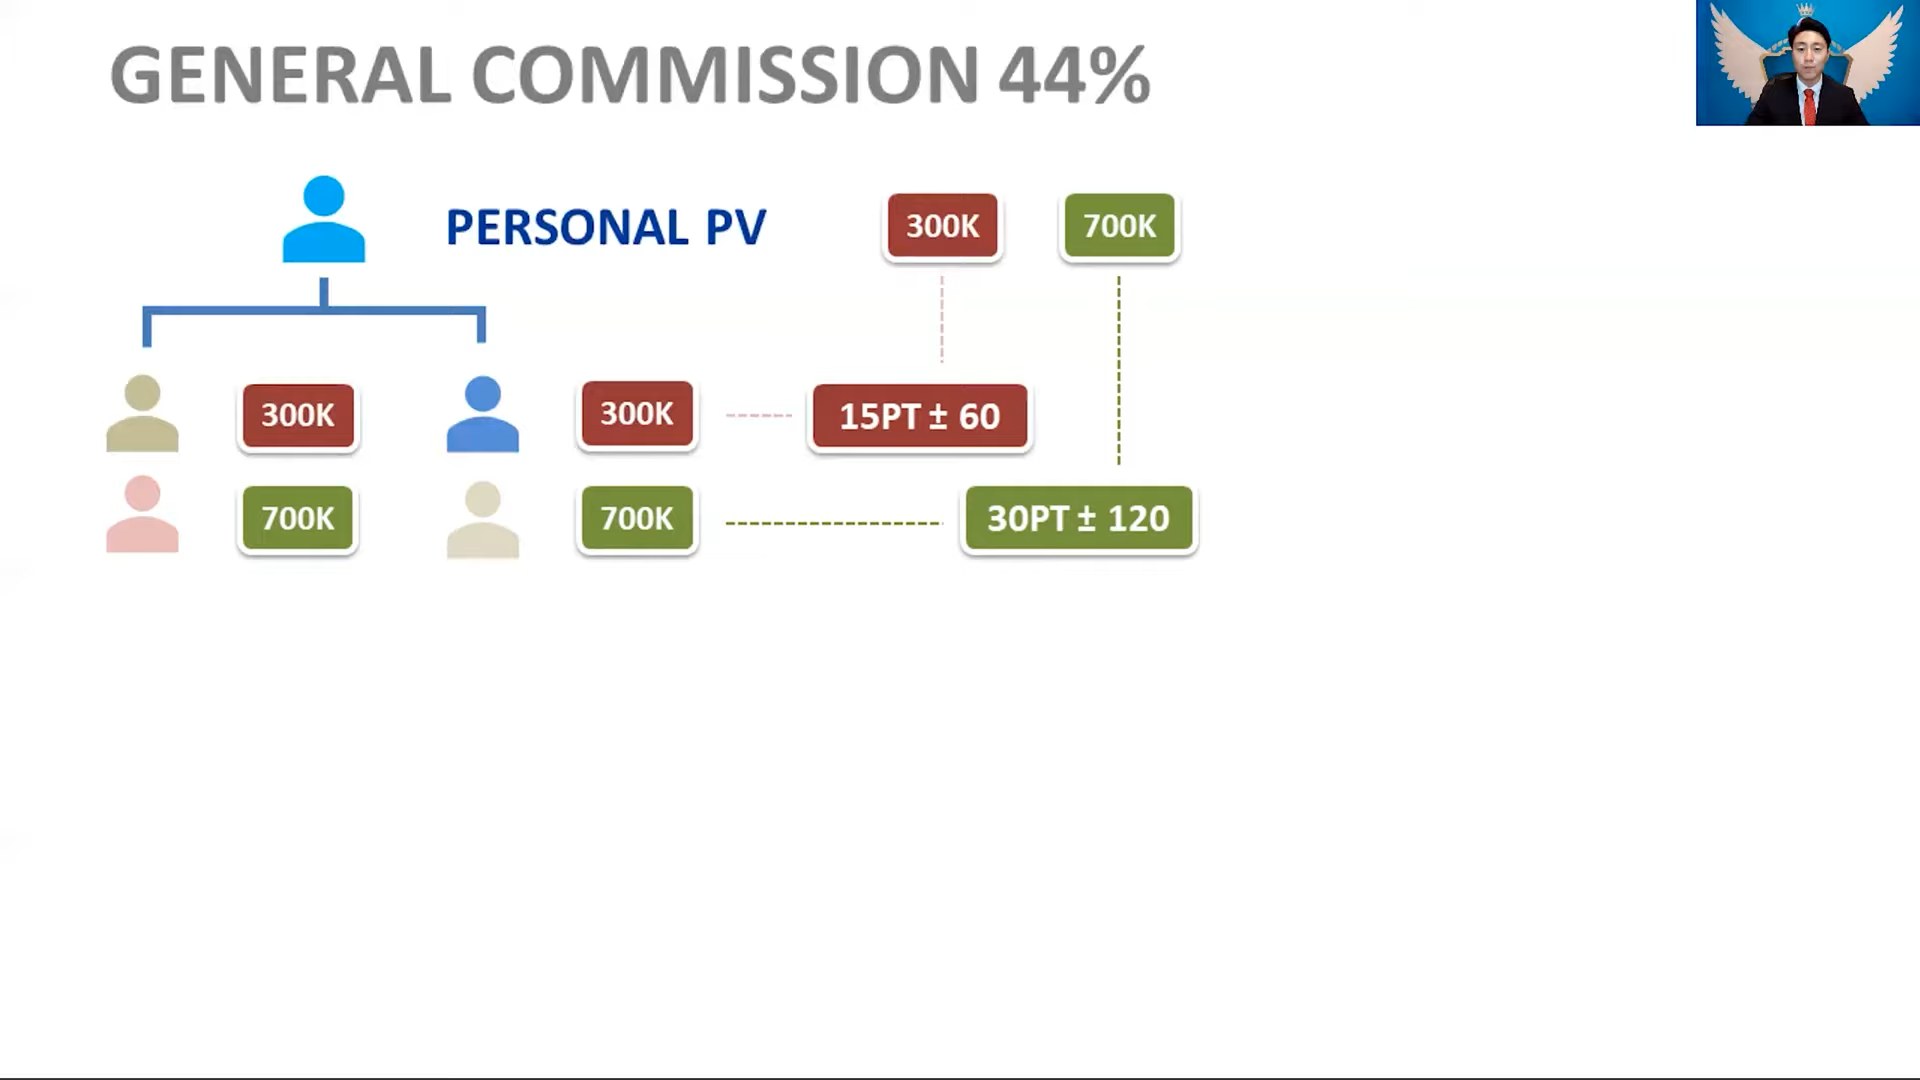 GENERAL COMMISSION 44%
PERSONAL PV 300K 700K
300K 300K 15PT ± 60
700K 700K 30PT ± 120